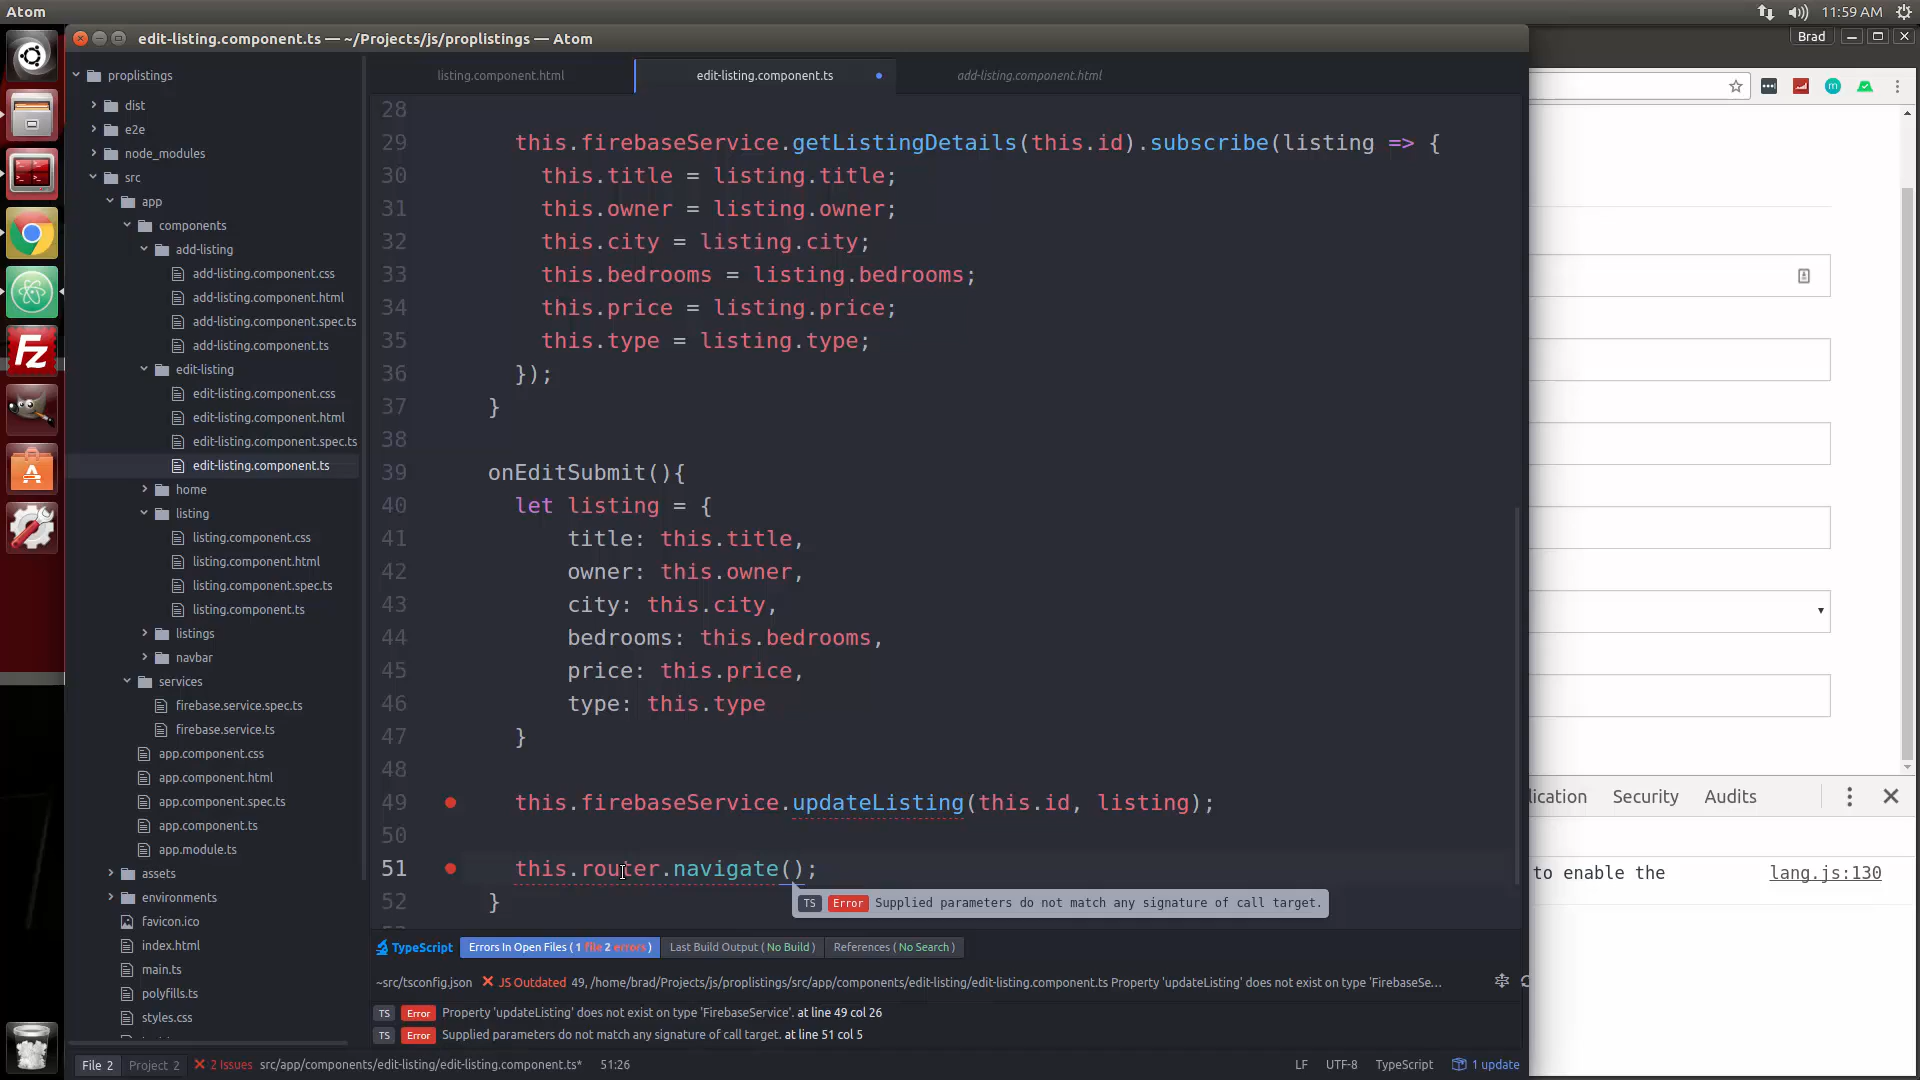 Atom
11:59 AM
edit-listing.component.ts — ~/Projects/js/proplistings — Atom
Brad
proplistings
dist
e2e
node_modules
src
app
components
add-listing
add-listing.component.css
add-listing.component.html
add-listing.component.spec.ts
add-listing.component.ts
edit-listing
edit-listing.component.css
edit-listing.component.html
edit-listing.component.spec.ts
edit-listing.component.ts
home
listing
listing.component.css
listing.component.html
listing.component.spec.ts
listing.component.ts
listings
navbar
services
firebase.service.spec.ts
firebase.service.ts
app.component.css
app.component.html
app.component.spec.ts
app.component.ts
app.module.ts
assets
environments
favicon.ico
index.html
main.ts
polyfills.ts
styles.css
listing.component.html
edit-listing.component.ts
add-listing.component.html
28
29 this.firebaseService.getListingDetails(this.id).subscribe(listing => {
30 this.title = listing.title;
31 this.owner = listing.owner;
32 this.city = listing.city;
33 this.bedrooms = listing.bedrooms;
34 this.price = listing.price;
35 this.type = listing.type;
36 });
37 }
38
39 onEditSubmit(){
40 let listing = {
41 title: this.title,
42 owner: this.owner,
43 city: this.city,
44 bedrooms: this.bedrooms,
45 price: this.price,
46 type: this.type
47 }
48
49 this.firebaseService.updateListing(this.id, listing);
50
51 this.router.navigate();
52 }
TS Error Supplied parameters do not match any signature of call target.
TypeScript Errors In Open Files ( 1 file 2 errors ) Last Build Output ( No Build ) References ( No Search )
~src/tsconfig.json ✕ JS Outdated 49, /home/brad/Projects/js/proplistings/src/app/components/edit-listing/edit-listing.component.ts Property 'updateListing' does not exist on type 'FirebaseSe...
TS Error Property 'updateListing' does not exist on type 'FirebaseService'. at line 49 col 26
TS Error Supplied parameters do not match any signature of call target. at line 51 col 5
File 2 Project 2 ✕ 2 Issues src/app/components/edit-listing/edit-listing.component.ts* 51:26 LF UTF-8 TypeScript 1 update
lication Security Audits
to enable the lang.js:130